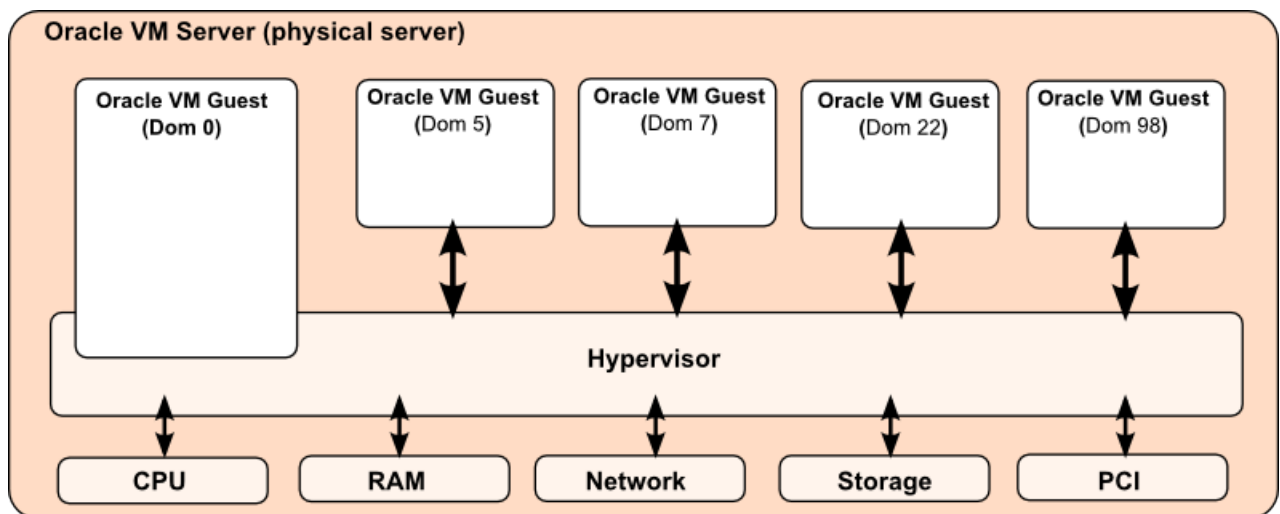 Oracle VM Server (physical server)
Oracle VM Guest
(Dom 0)
Oracle VM Guest
(Dom 5)
Oracle VM Guest
(Dom 7)
Oracle VM Guest
(Dom 22)
Oracle VM Guest
(Dom 98)
Hypervisor
CPU
RAM
Network
Storage
PCI